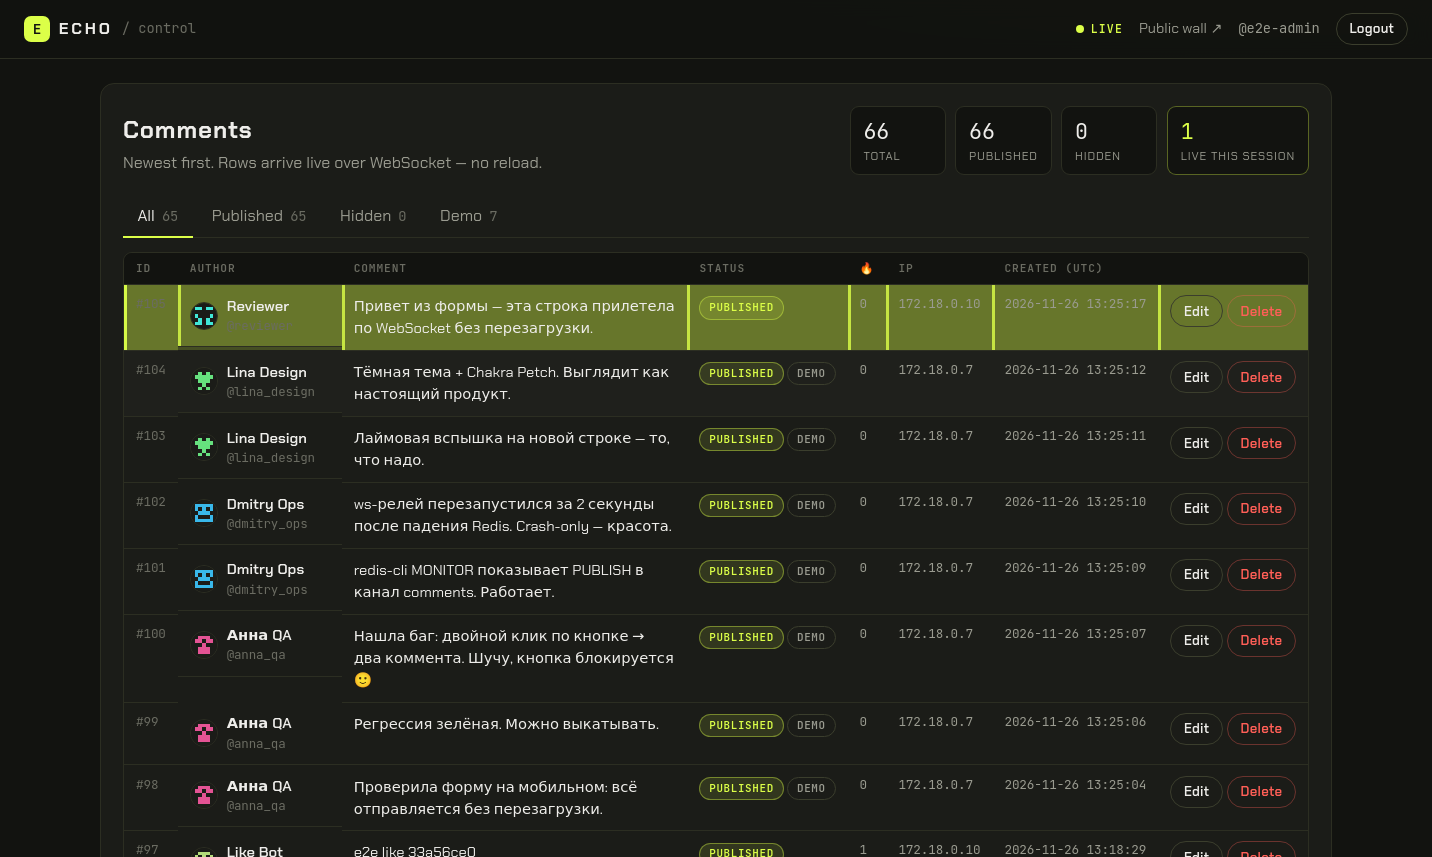 E ECHO / control
LIVE Public wall ↗ @e2e-admin Logout
Comments
Newest first. Rows arrive live over WebSocket — no reload.
66 TOTAL
66 PUBLISHED
0 HIDDEN
1 LIVE THIS SESSION
All 65 Published 65 Hidden 0 Demo 7
ID AUTHOR COMMENT STATUS 🔥 IP CREATED (UTC)
Reviewer Привет из формы — эта строка прилетела PUBLISHED 0 172.18.0.10 2026-11-26 13:25:17 Edit Delete
по WebSocket без перезагрузки.
#104 Lina Design Тёмная тема + Chakra Petch. Выглядит как PUBLISHED DEMO 0 172.18.0.7 2026-11-26 13:25:12 Edit Delete
@lina_design настоящий продукт.
#103 Lina Design Лаймовая вспышка на новой строке — то, PUBLISHED DEMO 0 172.18.0.7 2026-11-26 13:25:11 Edit Delete
@lina_design что надо.
#102 Dmitry Ops ws-релей перезапустился за 2 секунды PUBLISHED DEMO 0 172.18.0.7 2026-11-26 13:25:10 Edit Delete
@dmitry_ops после падения Redis. Crash-only — красота.
#101 Dmitry Ops redis-cli MONITOR показывает PUBLISH в PUBLISHED DEMO 0 172.18.0.7 2026-11-26 13:25:09 Edit Delete
@dmitry_ops канал comments. Работает.
#100 Анна QA Нашла баг: двойной клик по кнопке → PUBLISHED DEMO 0 172.18.0.7 2026-11-26 13:25:07 Edit Delete
@anna_qa два коммента. Шучу, кнопка блокируется
🙂
#99 Анна QA Регрессия зелёная. Можно выкатывать. PUBLISHED DEMO 0 172.18.0.7 2026-11-26 13:25:06 Edit Delete
@anna_qa
#98 Анна QA Проверила форму на мобильном: всё PUBLISHED DEMO 0 172.18.0.7 2026-11-26 13:25:04 Edit Delete
@anna_qa отправляется без перезагрузки.
#97 Like Bot e2e like 33a56ce0 PUBLISHED 1 172.18.0.10 2026-11-26 13:18:29 Edit Delete